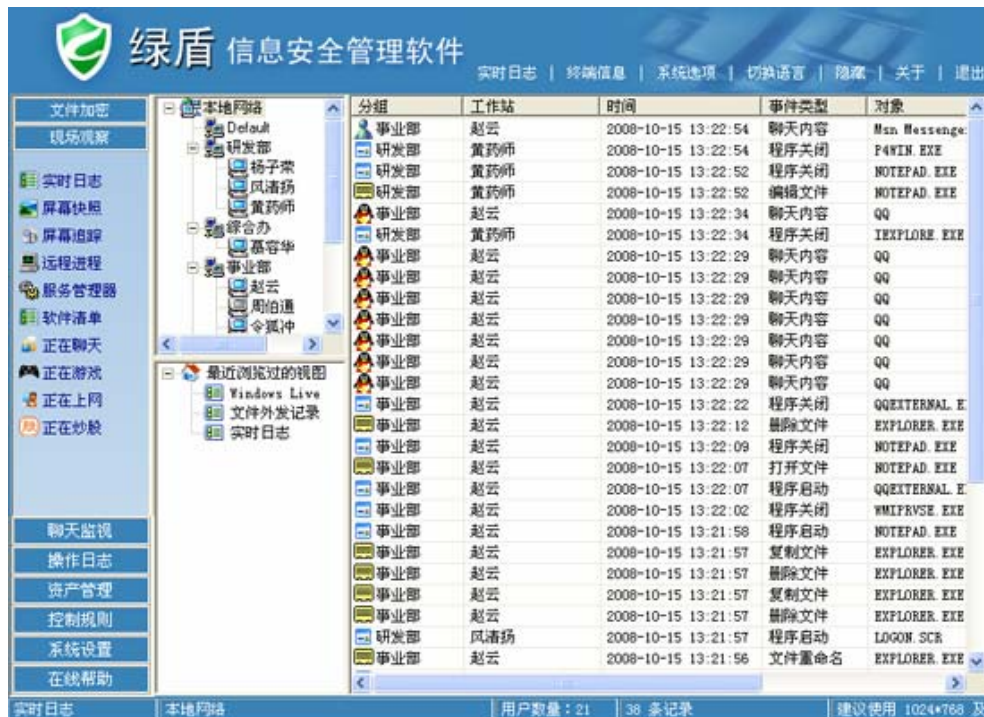 绿盾 信息安全管理软件
实时日志 | 终端信息 | 系统选项 | 切换语言 | 隐藏 | 关于 | 退出
文件加密
现场观察
实时日志
屏幕快照
屏幕追踪
远程进程
服务管理器
软件清单
正在聊天
正在游戏
正在上网
正在炒股
聊天监视
操作日志
资产管理
控制规则
系统设置
在线帮助
本地网络
Default
研发部
杨子荣
风清扬
黄药师
综合办
慕容华
事业部
赵云
周伯通
令狐冲
最近浏览过的视图
Windows Live
文件外发记录
实时日志
分组 工作站 时间 事件类型 对象
事业部 赵云 2008-10-15 13:22:54 聊天内容 Msn Messenge
研发部 黄药师 2008-10-15 13:22:54 程序关闭 P4WIN.EXE
研发部 黄药师 2008-10-15 13:22:52 程序关闭 NOTEPAD.EXE
研发部 黄药师 2008-10-15 13:22:52 编辑文件 NOTEPAD.EXE
事业部 赵云 2008-10-15 13:22:34 聊天内容 QQ
研发部 黄药师 2008-10-15 13:22:34 程序关闭 IEXPLORE.EXE
事业部 赵云 2008-10-15 13:22:29 聊天内容 QQ
事业部 赵云 2008-10-15 13:22:29 聊天内容 QQ
事业部 赵云 2008-10-15 13:22:29 聊天内容 QQ
事业部 赵云 2008-10-15 13:22:29 聊天内容 QQ
事业部 赵云 2008-10-15 13:22:29 聊天内容 QQ
事业部 赵云 2008-10-15 13:22:29 聊天内容 QQ
事业部 赵云 2008-10-15 13:22:29 聊天内容 QQ
事业部 赵云 2008-10-15 13:22:22 程序关闭 QQEXTERNAL.E
事业部 赵云 2008-10-15 13:22:12 删除文件 EXPLORER.EXE
事业部 赵云 2008-10-15 13:22:09 程序关闭 NOTEPAD.EXE
事业部 赵云 2008-10-15 13:22:07 打开文件 NOTEPAD.EXE
事业部 赵云 2008-10-15 13:22:07 程序启动 QQEXTERNAL.E
事业部 赵云 2008-10-15 13:22:02 程序关闭 WMIPRVSE.EXE
事业部 赵云 2008-10-15 13:21:58 程序启动 NOTEPAD.EXE
事业部 赵云 2008-10-15 13:21:57 复制文件 EXPLORER.EXE
事业部 赵云 2008-10-15 13:21:57 删除文件 EXPLORER.EXE
事业部 赵云 2008-10-15 13:21:57 复制文件 EXPLORER.EXE
事业部 赵云 2008-10-15 13:21:57 删除文件 EXPLORER.EXE
研发部 风清扬 2008-10-15 13:21:57 程序启动 LOGON.SCR
事业部 赵云 2008-10-15 13:21:56 文件重命名 EXPLORER.EXE
实时日志 本地网络 用户数量：21 38 条记录 建议使用 1024*768 及